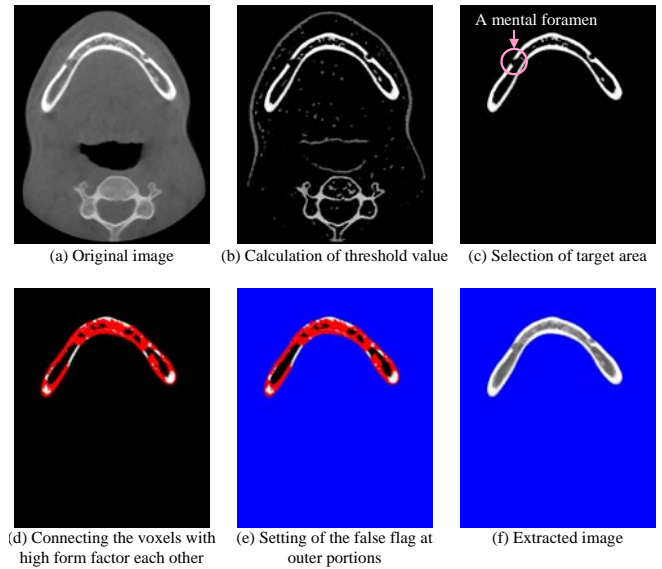 A mental foramen
(a) Original image
(b) Calculation of threshold value
(c) Selection of target area
(d) Connecting the voxels with
high form factor each other
(e) Setting of the false flag at
outer portions
(f) Extracted image